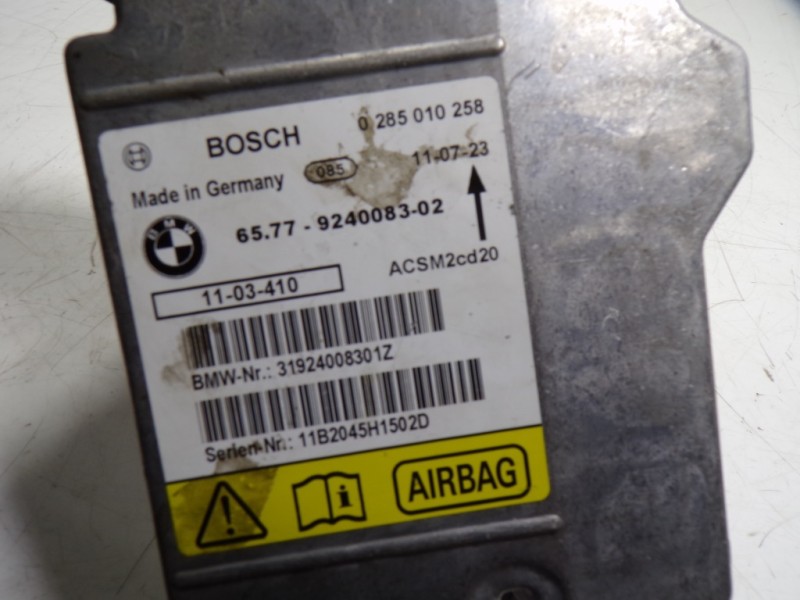 BOSCH 0 285 010 258
Made in Germany 085 11-07-23
BMW 65.77 - 9240083-02
11-03-410 ACSM2cd20
BMW-Nr.: 31924008301Z
Serien-Nr.: 11B2045H1502D
AIRBAG